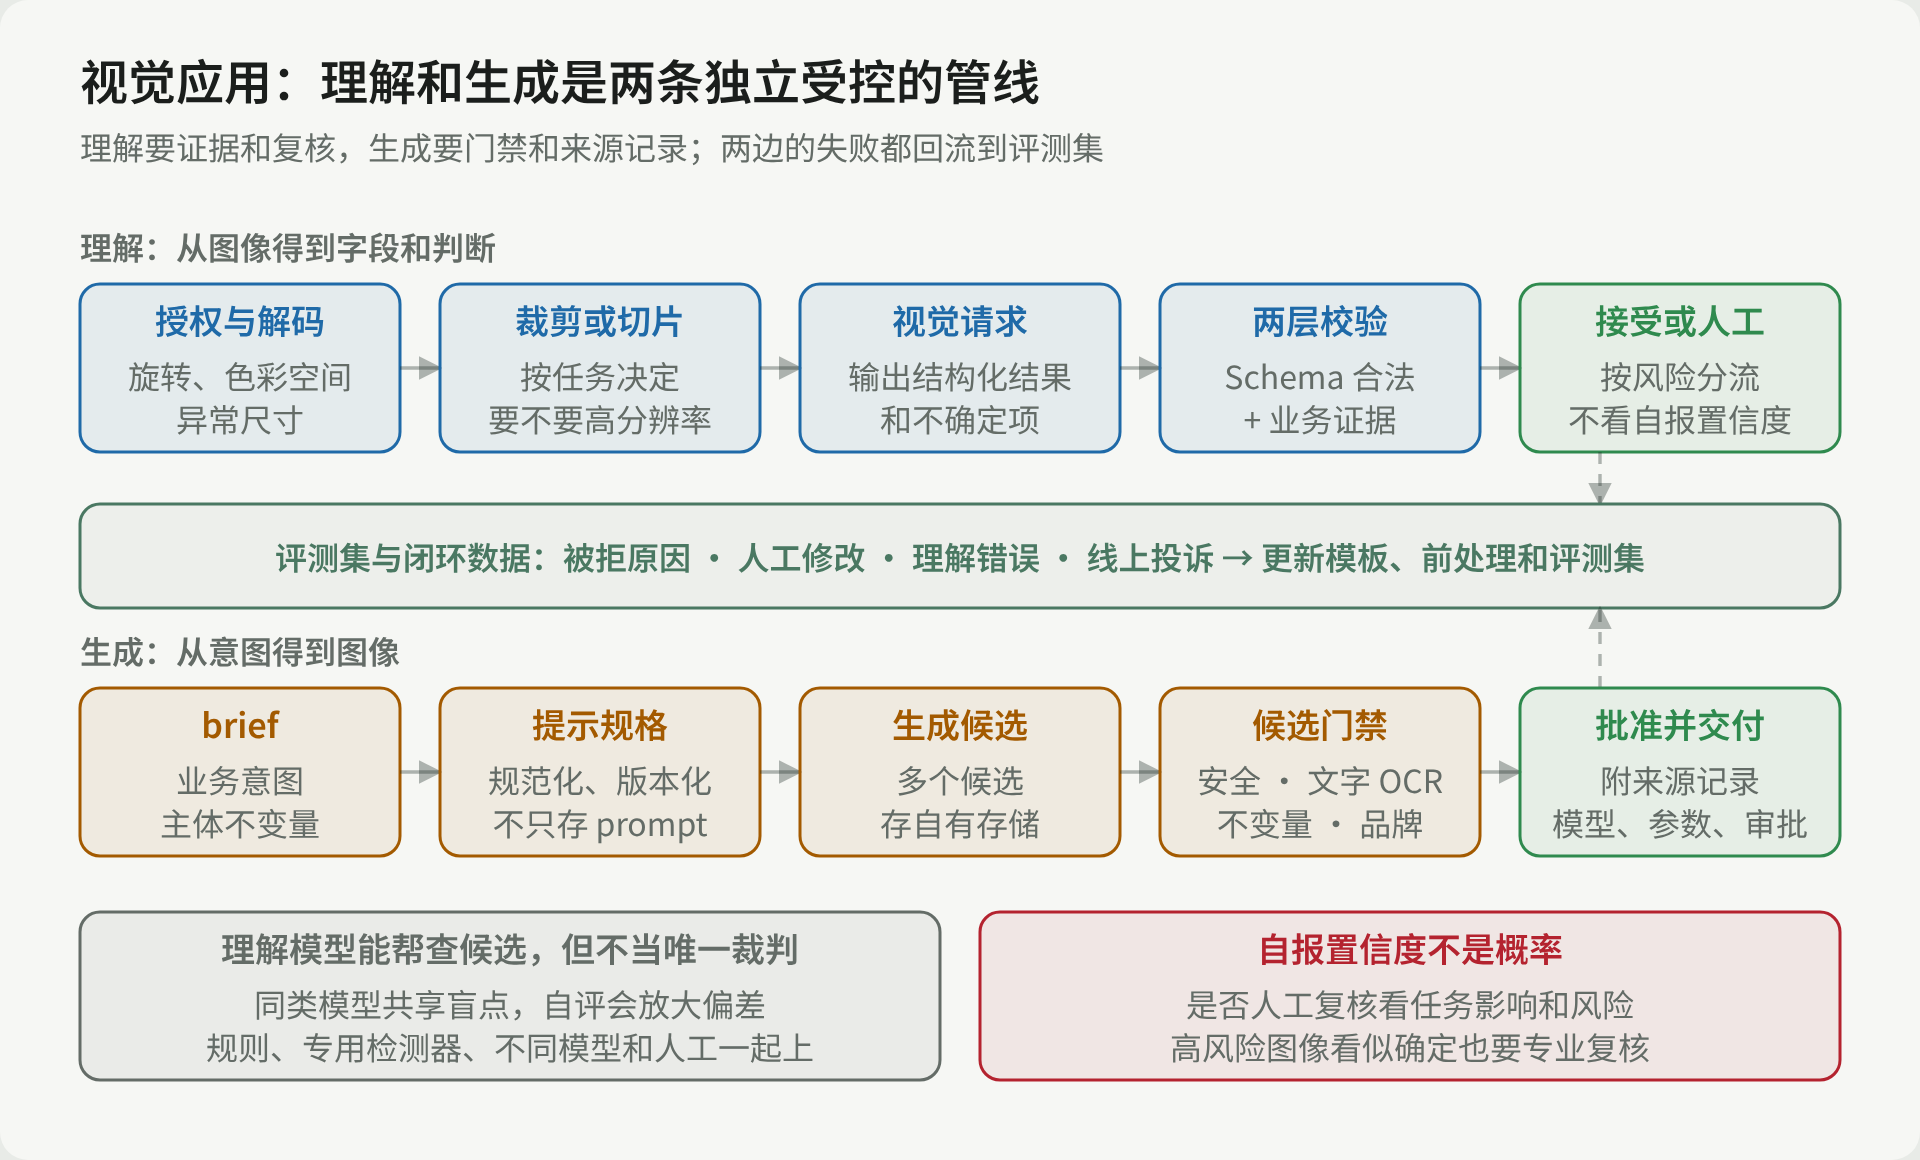 视觉应用：理解和生成是两条独立受控的管线
理解要证据和复核，生成要门禁和来源记录；两边的失败都回流到评测集
理解：从图像得到字段和判断
授权与解码
旋转、色彩空间
异常尺寸
裁剪或切片
按任务决定
要不要高分辨率
视觉请求
输出结构化结果
和不确定项
两层校验
Schema 合法
+ 业务证据
接受或人工
按风险分流
不看自报置信度
评测集与闭环数据：被拒原因 · 人工修改 · 理解错误 · 线上投诉 → 更新模板、前处理和评测集
生成：从意图得到图像
brief
业务意图
主体不变量
提示规格
规范化、版本化
不只存 prompt
生成候选
多个候选
存自有存储
候选门禁
安全 · 文字 OCR
不变量 · 品牌
批准并交付
附来源记录
模型、参数、审批
理解模型能帮查候选，但不当唯一裁判
同类模型共享盲点，自评会放大偏差
规则、专用检测器、不同模型和人工一起上
自报置信度不是概率
是否人工复核看任务影响和风险
高风险图像看似确定也要专业复核